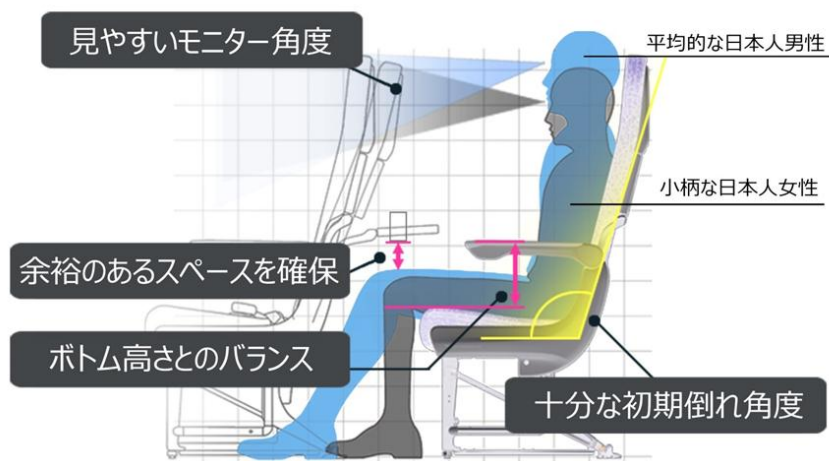 見やすいモニター角度
平均的な日本人男性
小柄な日本人女性
余裕のあるスペースを確保
ボトム高さとのバランス
十分な初期倒れ角度